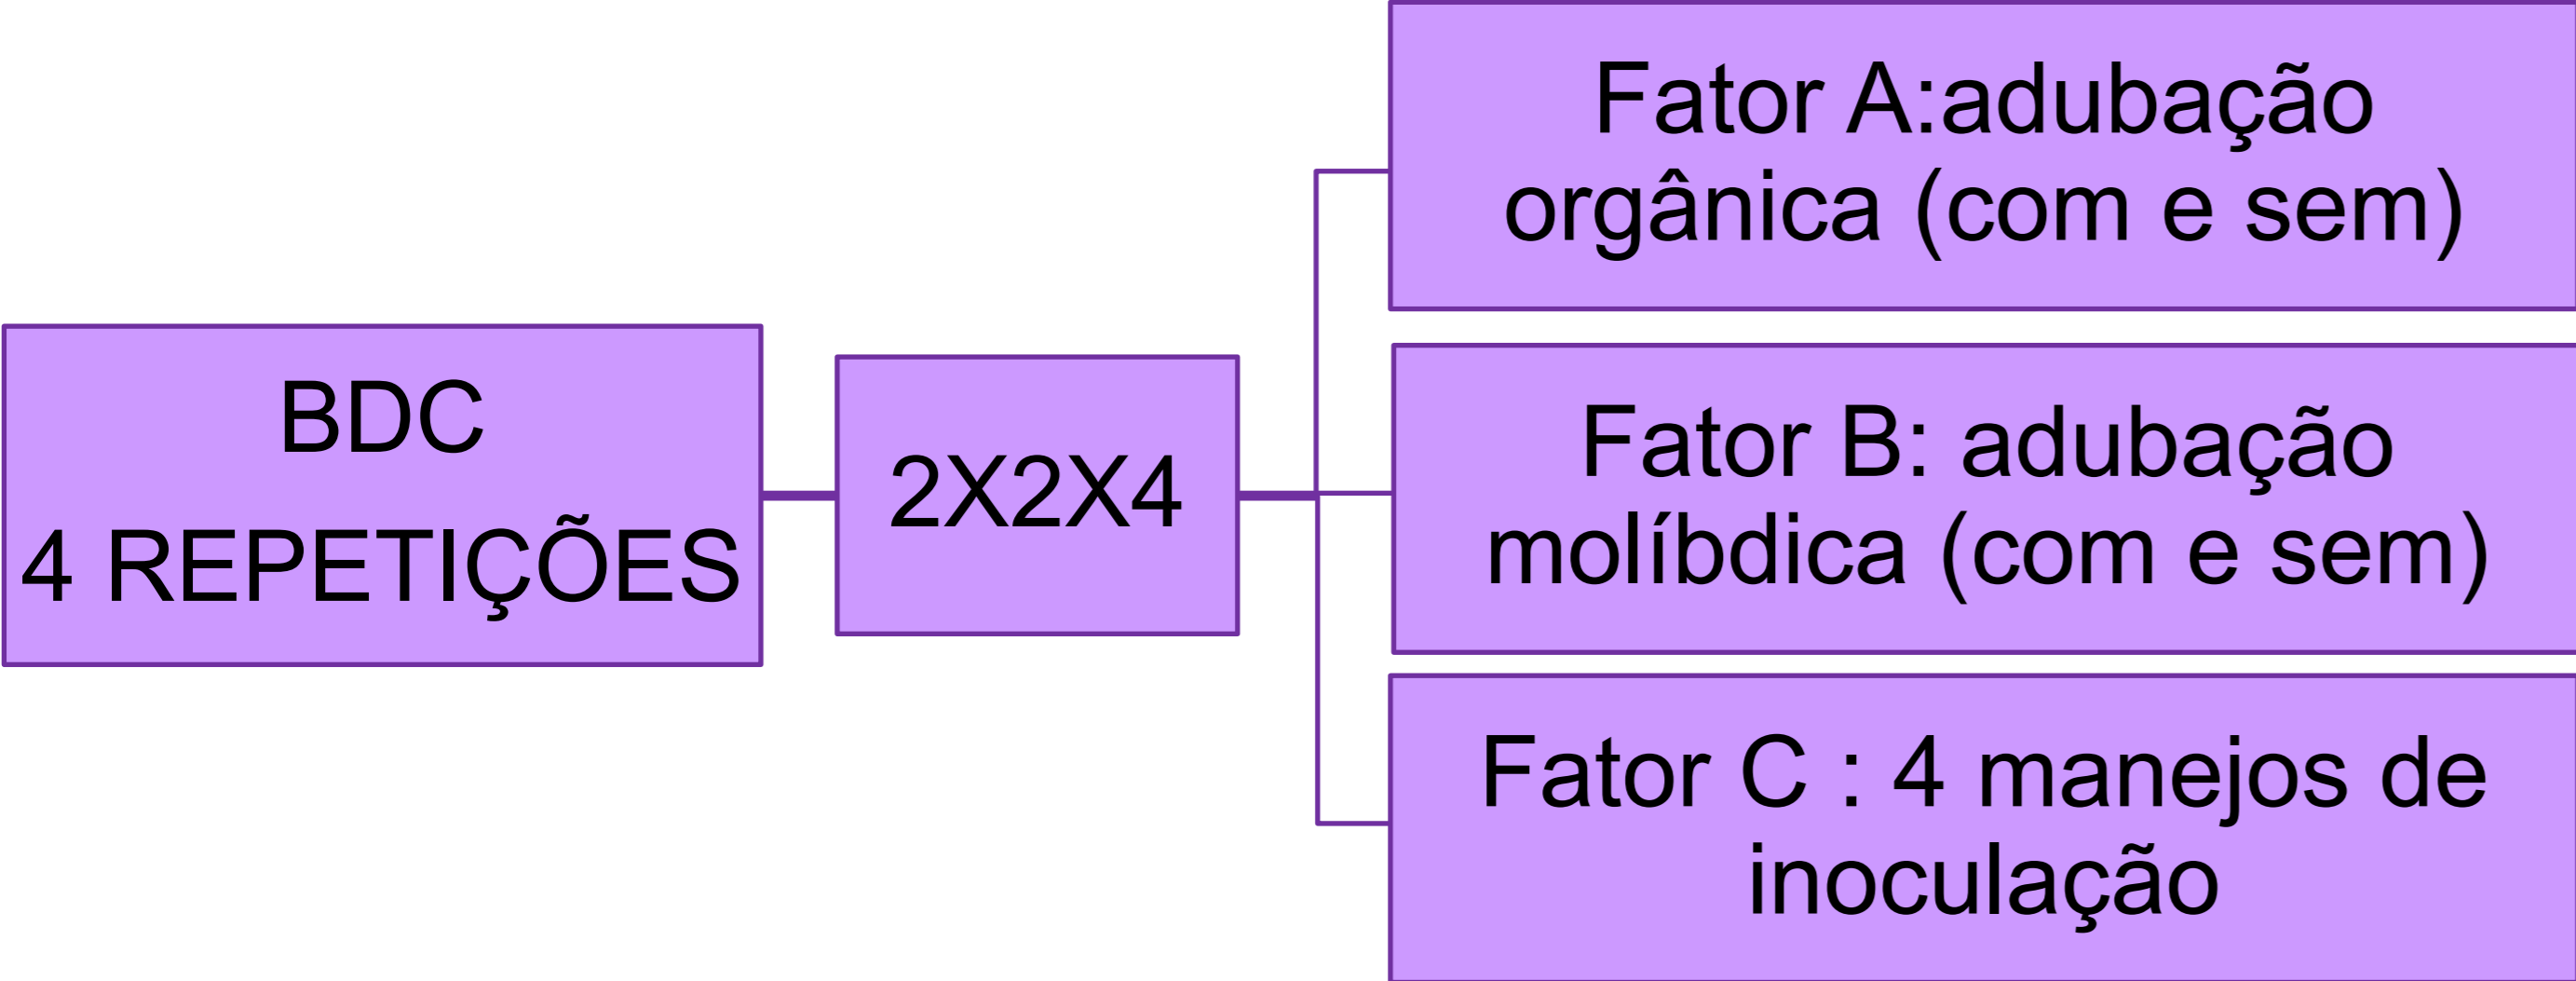 BDC
4 REPETIÇÕES
2X2X4
Fator A:adubação
orgânica (com e sem)
Fator B: adubação
molíbdica (com e sem)
Fator C : 4 manejos de
inoculação